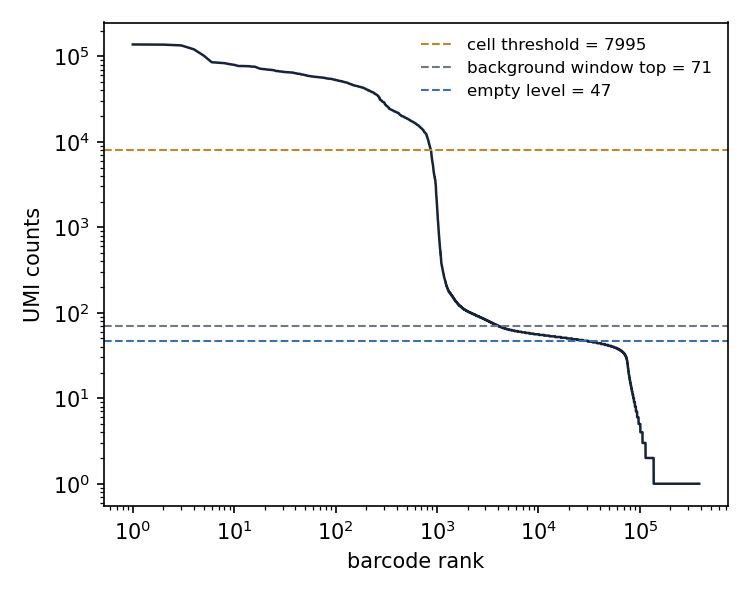 cell threshold = 7995
background window top = 71
empty level = 47
UMI counts
10⁵
10⁴
10³
10²
10¹
10⁰
10⁰ 10¹ 10² 10³ 10⁴ 10⁵
barcode rank